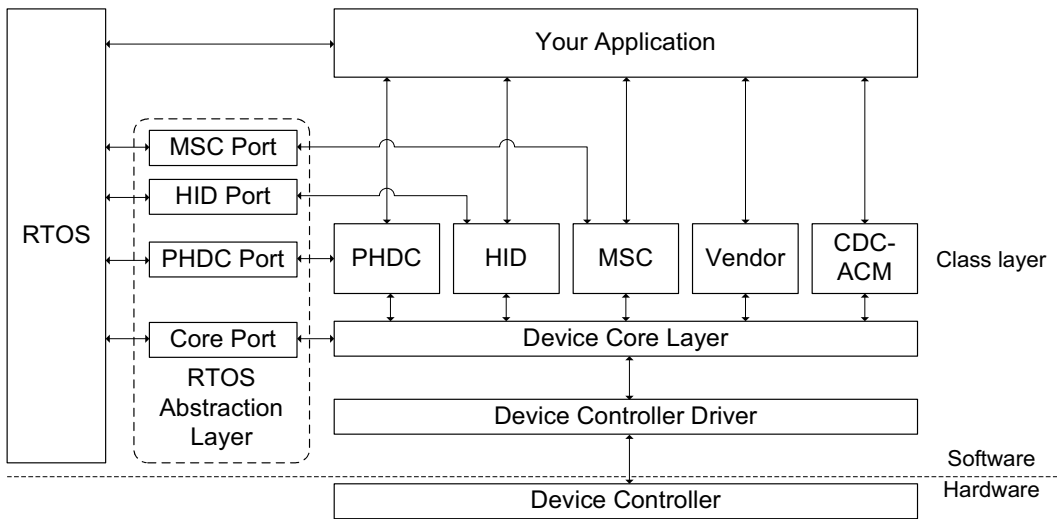 Your Application
MSC Port
HID Port
RTOS
PHDC Port
PHDC
HID
MSC
Vendor
CDC-
ACM
Class layer
Core Port
Device Core Layer
RTOS
Abstraction
Layer
Device Controller Driver
Software
Hardware
Device Controller